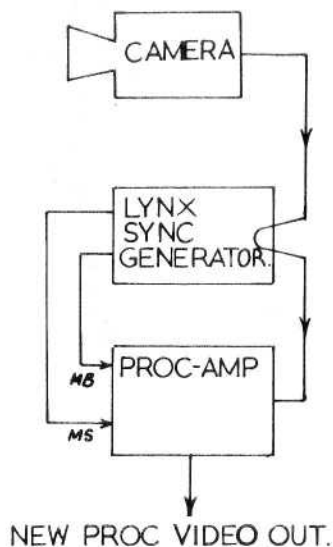 CAMERA
LYNX
SYNC
GENERATOR.
MB
PROC-AMP
MS
NEW PROC VIDEO OUT.